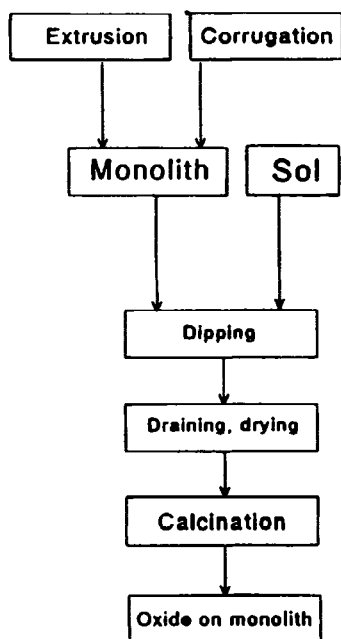 Extrusion
Corrugation
Monolith
Sol
Dipping
Draining, drying
Calcination
Oxide on monolith